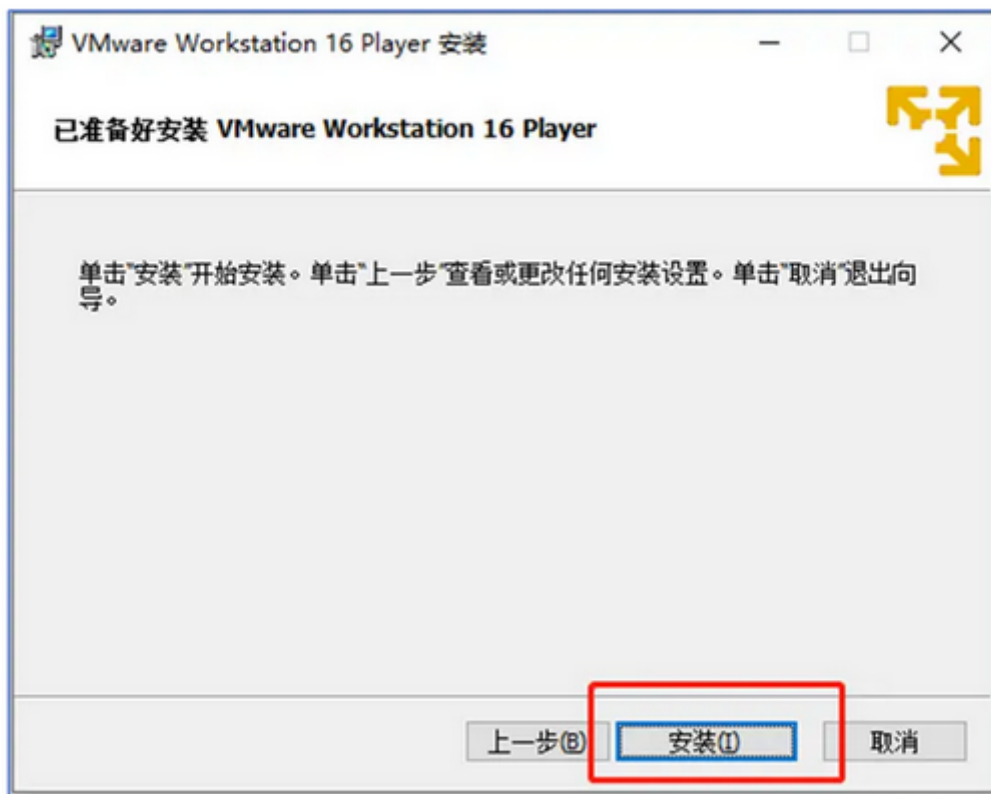 VMware Workstation 16 Player 安装
已准备好安装 VMware Workstation 16 Player
单击"安装"开始安装。单击"上一步"查看或更改任何安装设置。单击"取消"退出向
导。
上一步(B) 安装(I) 取消